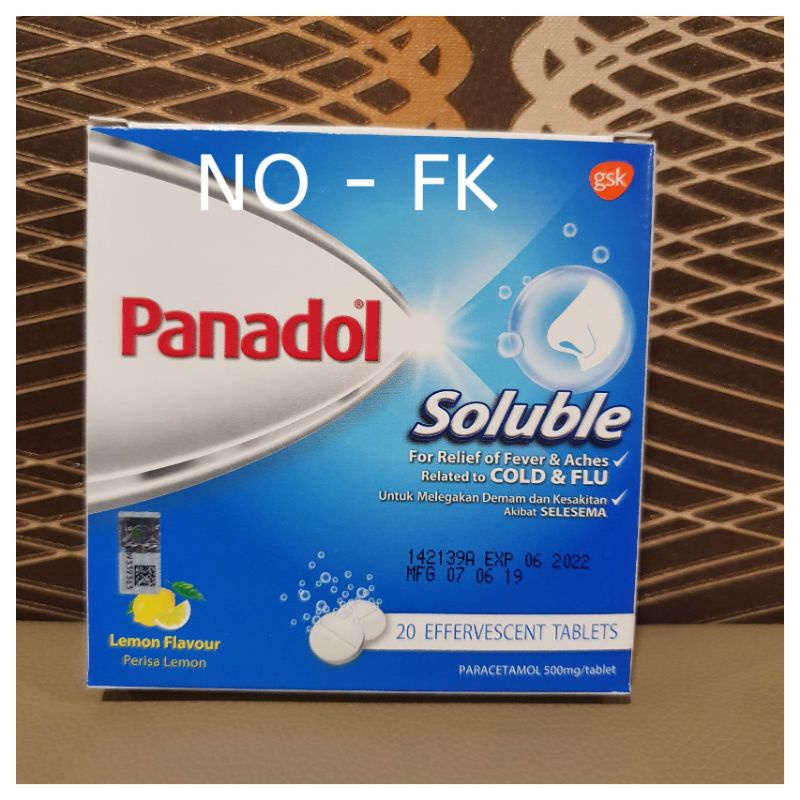 NO - FK
gsk
Panadol®
Soluble
For Relief of Fever & Aches ✓
Related to COLD & FLU
Untuk Melegakan Demam dan Kesakitan ✓
Akibat SELESEMA
142139A EXP 06 2022
MFG 07 06 19
Lemon Flavour
Perisa Lemon
20 EFFERVESCENT TABLETS
PARACETAMOL 500mg/tablet